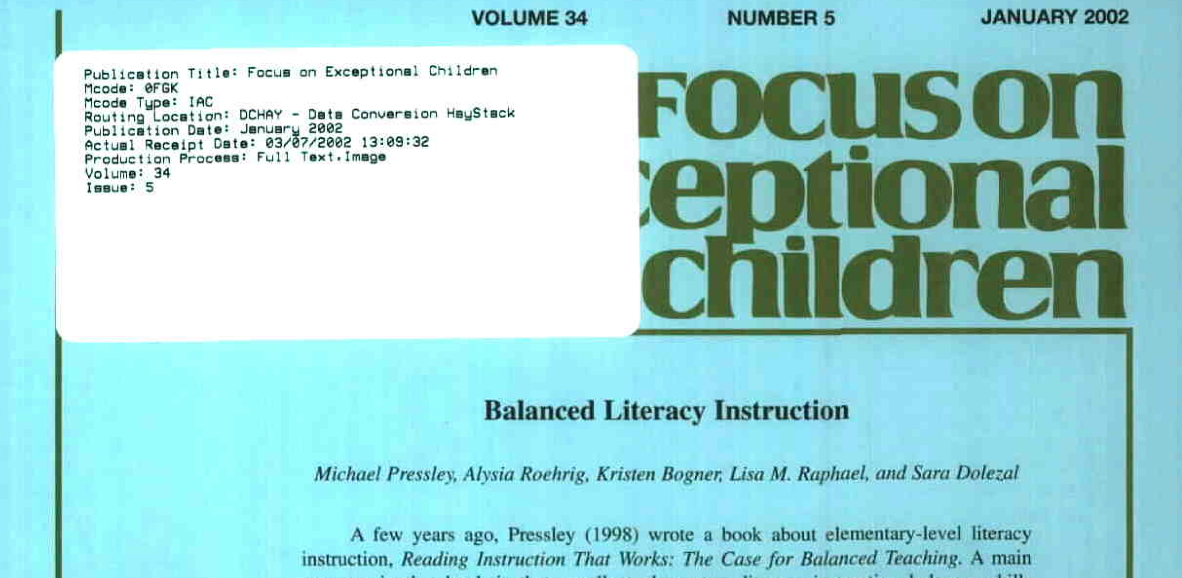 VOLUME 34 NUMBER 5 JANUARY 2002
Publication Title: Focus on Exceptional Children
Mcode: 0FGK
Mcode Type: IAC
Routing Location: DCHAY - Data Conversion HayStack
Publication Date: January 2002
Actual Receipt Date: 03/07/2002 13:09:32
Production Process: Full Text,Image
Volume: 34
Issue: 5
FOCUS ON
ceptional
children
Balanced Literacy Instruction
Michael Pressley, Alysia Roehrig, Kristen Bogner, Lisa M. Raphael, and Sara Dolezal
A few years ago, Pressley (1998) wrote a book about elementary-level literacy
instruction, Reading Instruction That Works: The Case for Balanced Teaching. A main